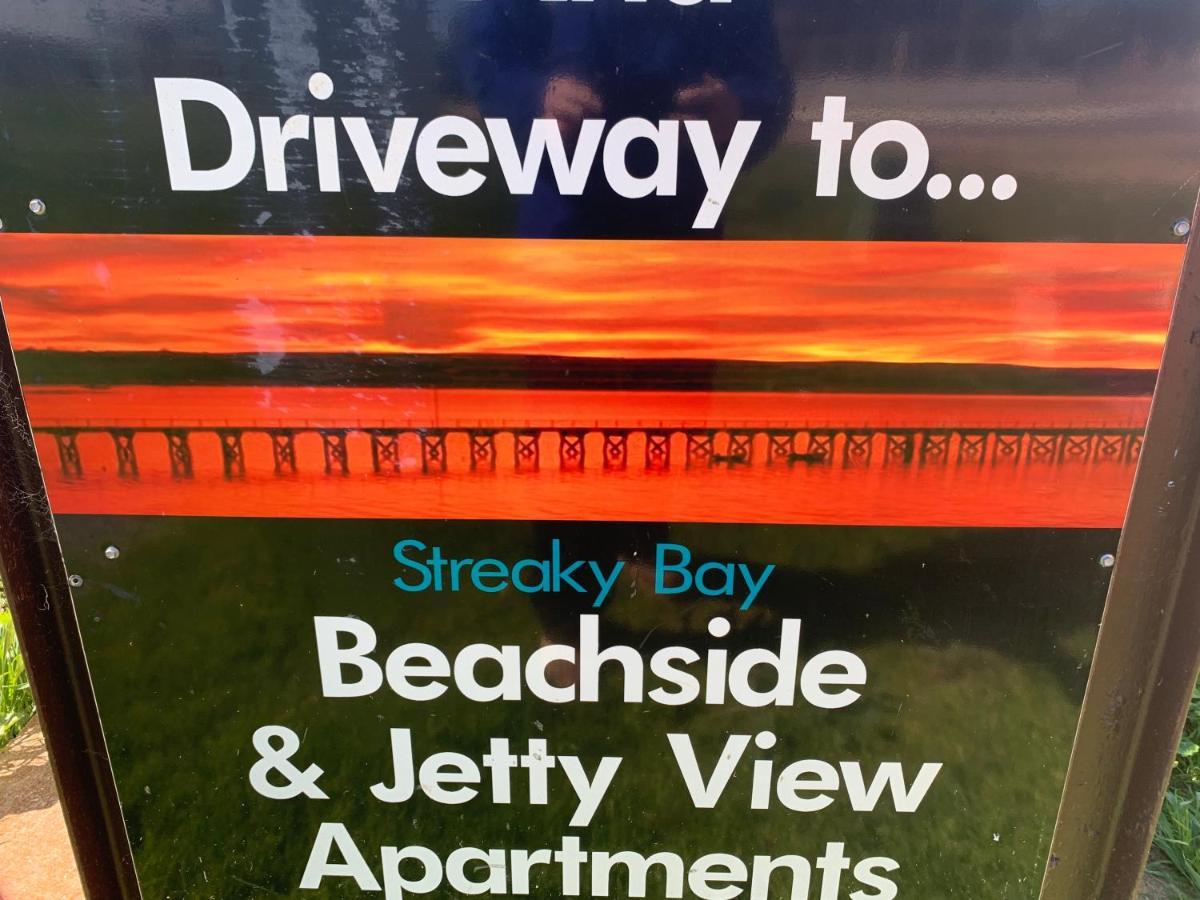 Driveway to...
Streaky Bay
Beachside
& Jetty View
Apartments